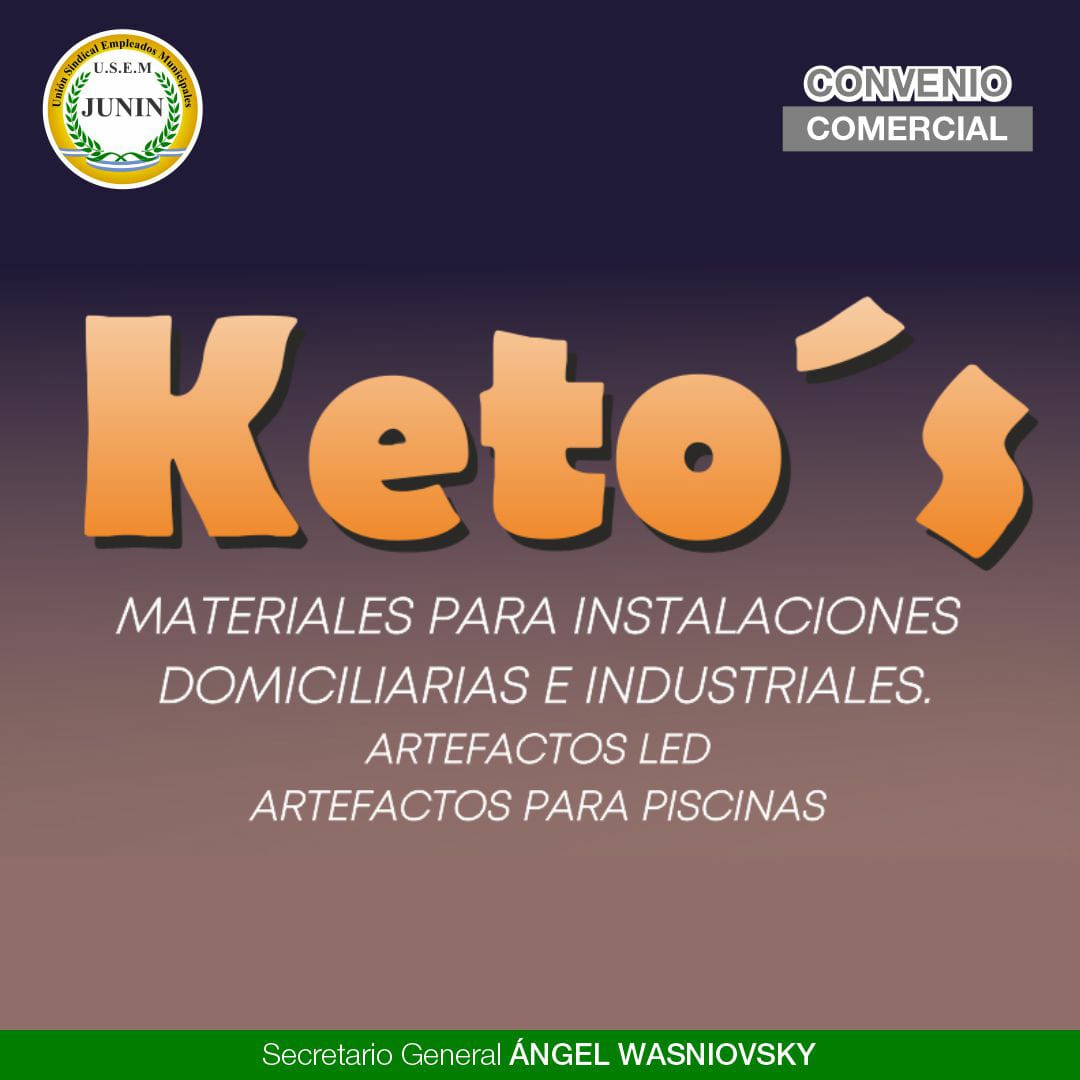 Unión Sindical Empleados Municipales
U.S.E.M
JUNIN
CONVENIO
COMERCIAL
Keto´s
MATERIALES PARA INSTALACIONES
DOMICILIARIAS E INDUSTRIALES.
ARTEFACTOS LED
ARTEFACTOS PARA PISCINAS
Secretario General ÁNGEL WASNIOVSKY